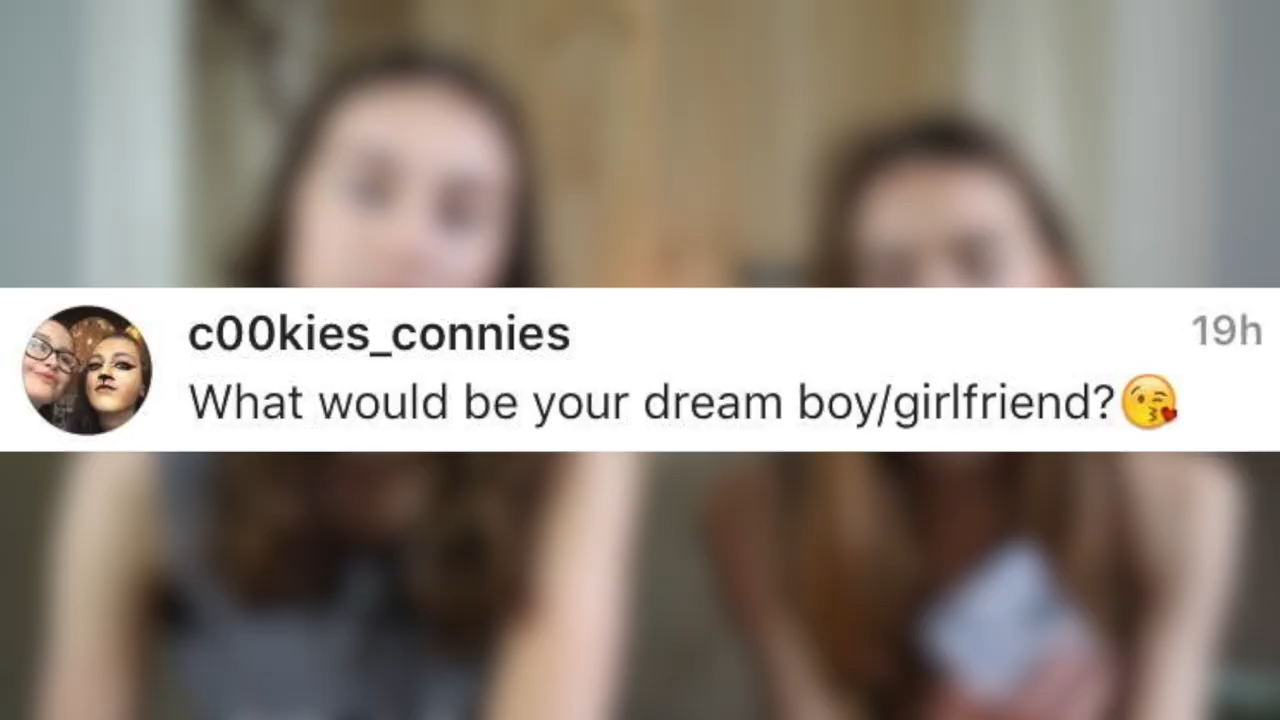 c00kies_connies 19h
What would be your dream boy/girlfriend?😘